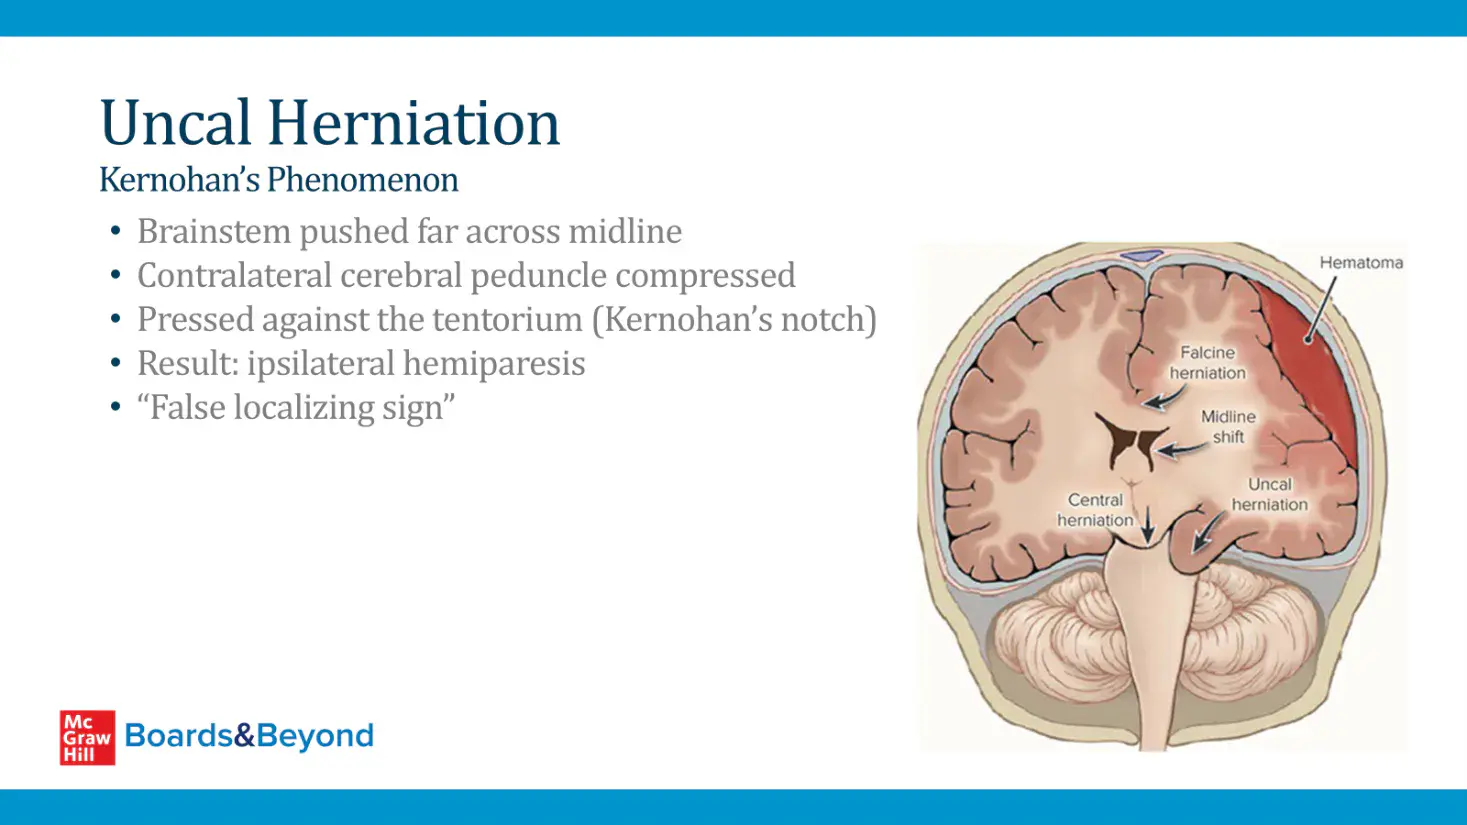 Uncal Herniation
Kernohan’s Phenomenon
• Brainstem pushed far across midline
• Contralateral cerebral peduncle compressed
• Pressed against the tentorium (Kernohan’s notch)
• Result: ipsilateral hemiparesis
• “False localizing sign”
Hematoma
Falcine
herniation
Midline
shift
Uncal
herniation
Central
herniation
Mc
Graw
Hill
Boards&Beyond